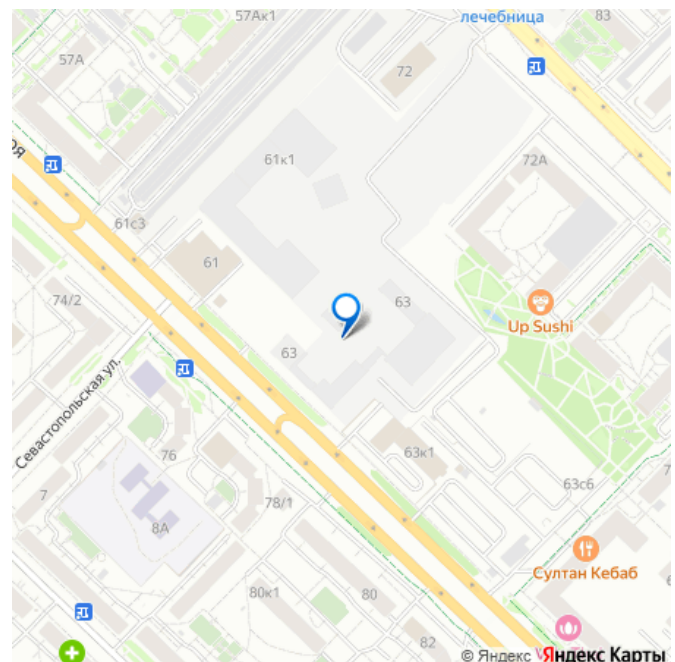 57Ак1
лечебница
83
57А
72
61к1
72А
61с3
61
74/2
63
Up Sushi
63
Севастопольская ул.
76
63к1
63с6
7
78/1
8А
Султан Кебаб
80к1
80
82
© Яндекс Яндекс Карты